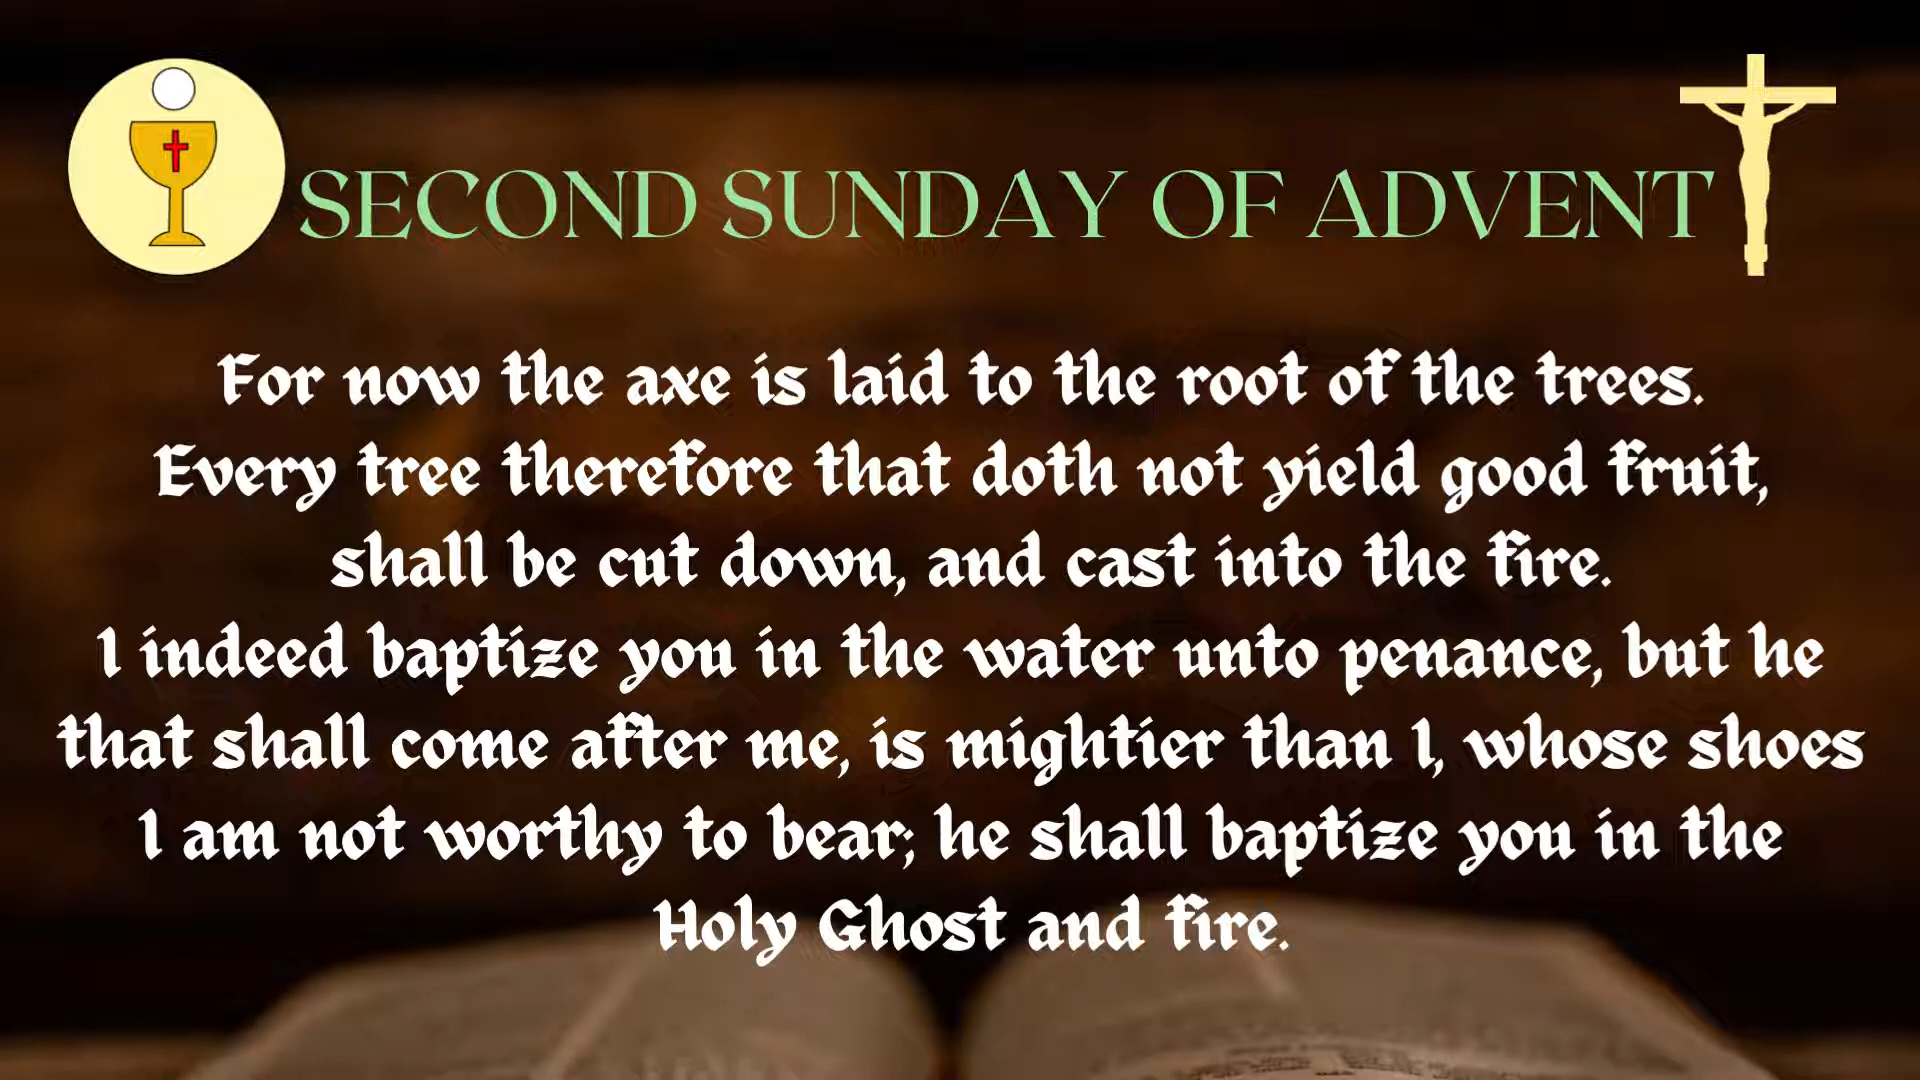 SECOND SUNDAY OF ADVENT
For now the axe is laid to the root of the trees.
Every tree therefore that doth not yield good fruit,
shall be cut down, and cast into the fire.
I indeed baptize you in the water unto penance, but he
that shall come after me, is mightier than I, whose shoes
I am not worthy to bear; he shall baptize you in the
Holy Ghost and fire.